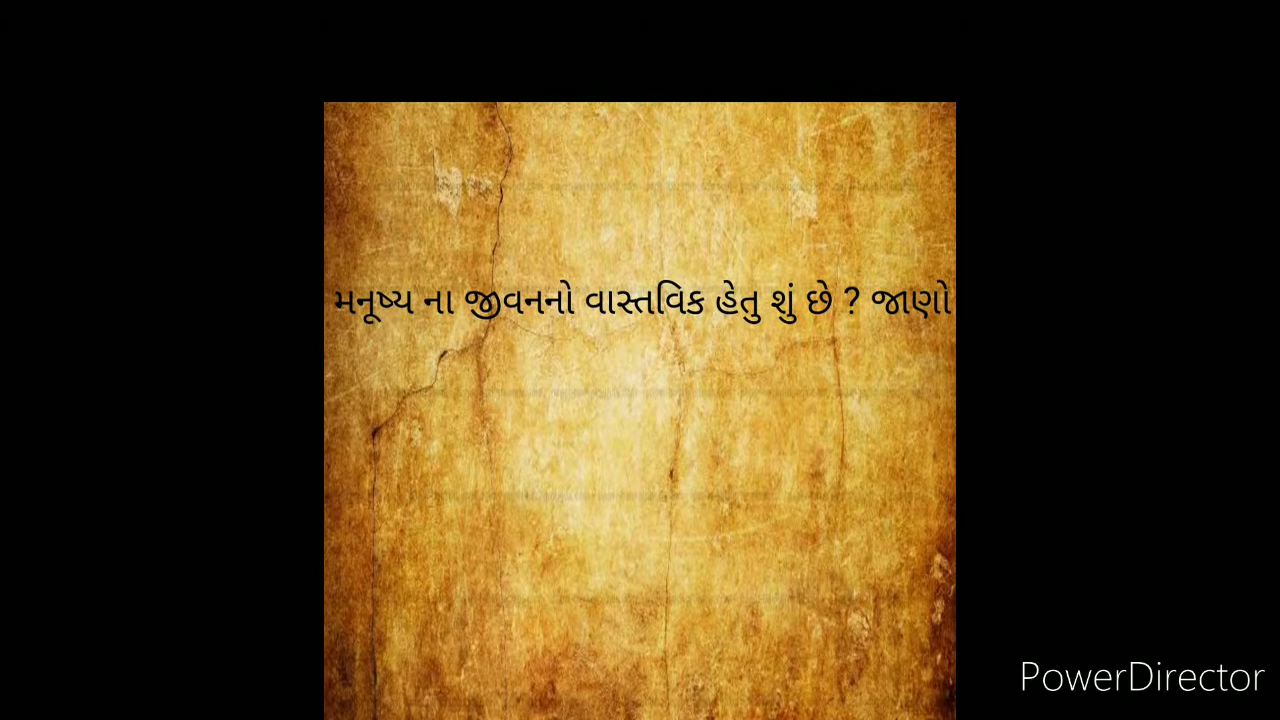 મનૂષ્ય ના જીવનનો વાસ્તવિક હેતુ શું છે ? જાણો
PowerDirector